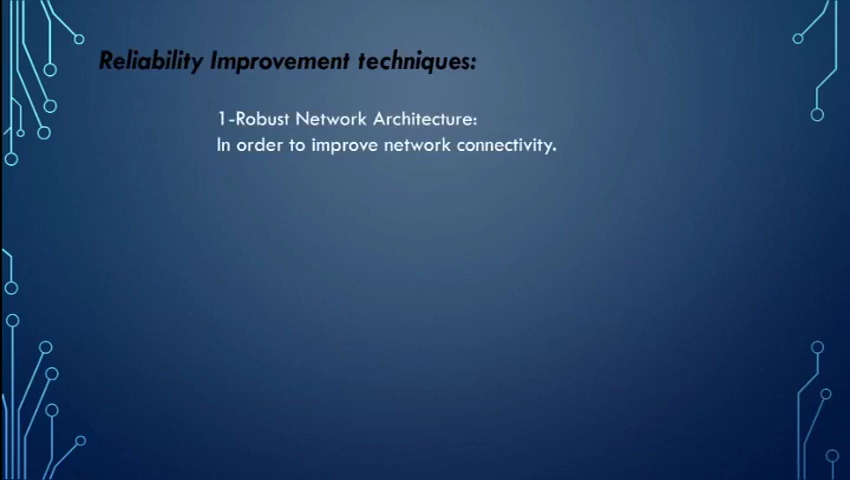 Reliability Improvement techniques:
1-Robust Network Architecture:
In order to improve network connectivity.